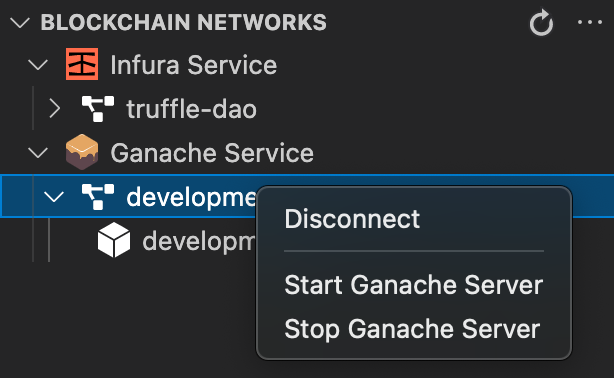 BLOCKCHAIN NETWORKS
Infura Service
truffle-dao
Ganache Service
developme
Disconnect
developm
Start Ganache Server
Stop Ganache Server